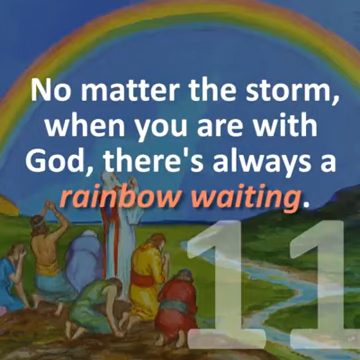 No matter the storm,
when you are with
God, there's always a
rainbow waiting.
11